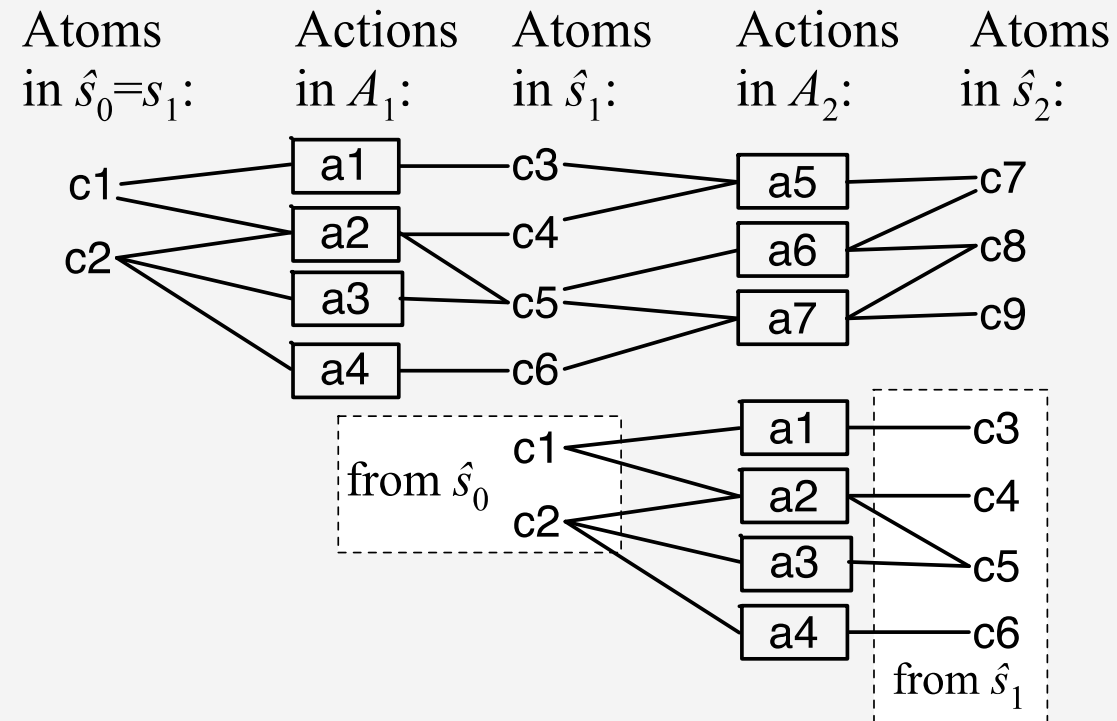 Atoms Actions Atoms Actions Atoms
in ŝ₀=s₁: in A₁: in ŝ₁: in A₂: in ŝ₂:
c1 a1 c3 a5 c7
c2 a2 c4 a6 c8
a3 c5 a7 c9
a4 c6
c1 a1 c3
from ŝ₀ c2 a2 c4
a3 c5
a4 c6
from ŝ₁